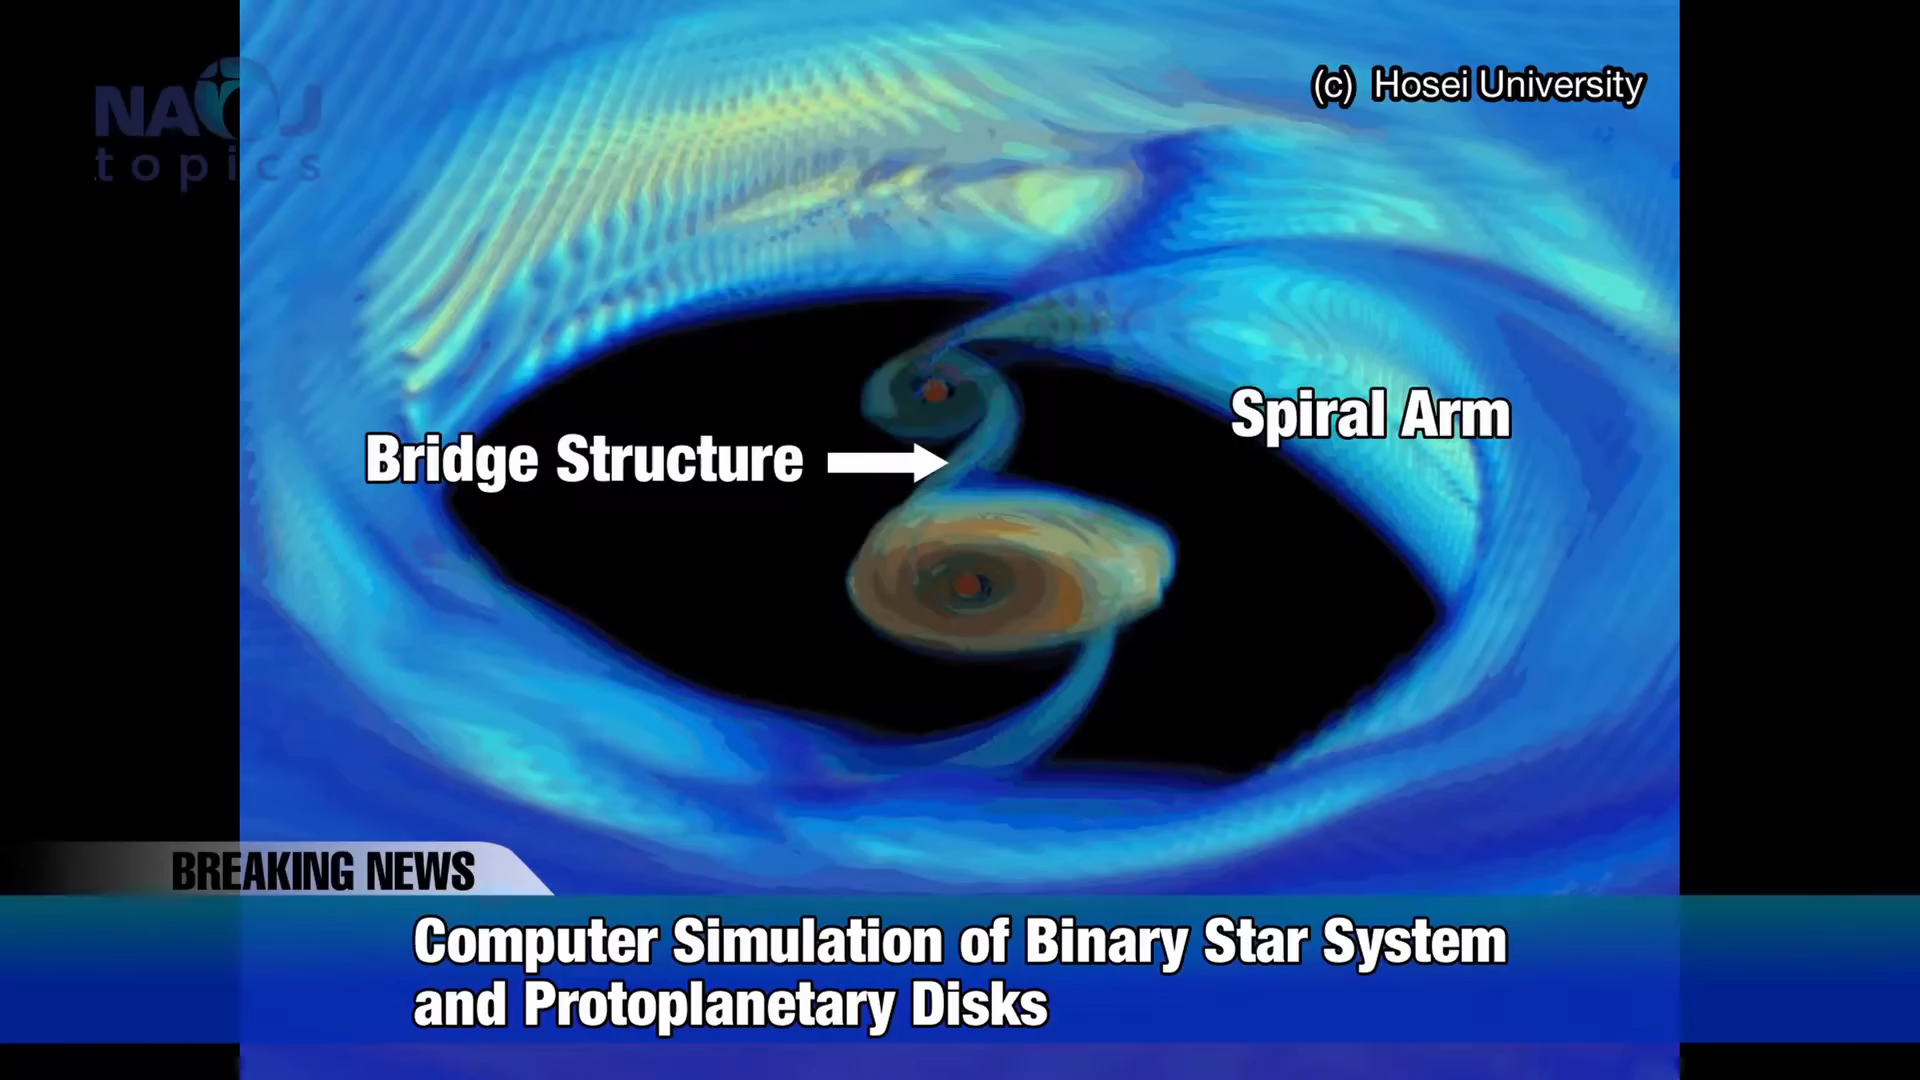 NAOJ
topics
(c) Hosei University
Spiral Arm
Bridge Structure
BREAKING NEWS
Computer Simulation of Binary Star System
and Protoplanetary Disks